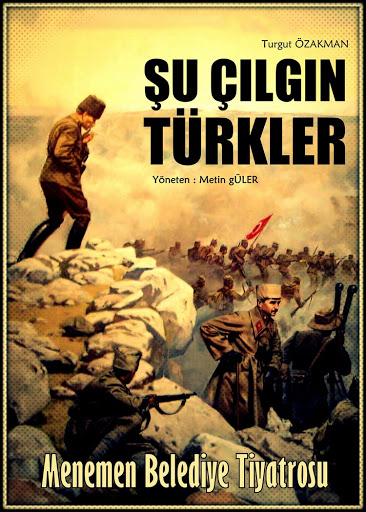 Turgut ÖZAKMAN
ŞU ÇILGIN
TÜRKLER
Yöneten : Metin gÜLER
Menemen Belediye Tiyatrosu